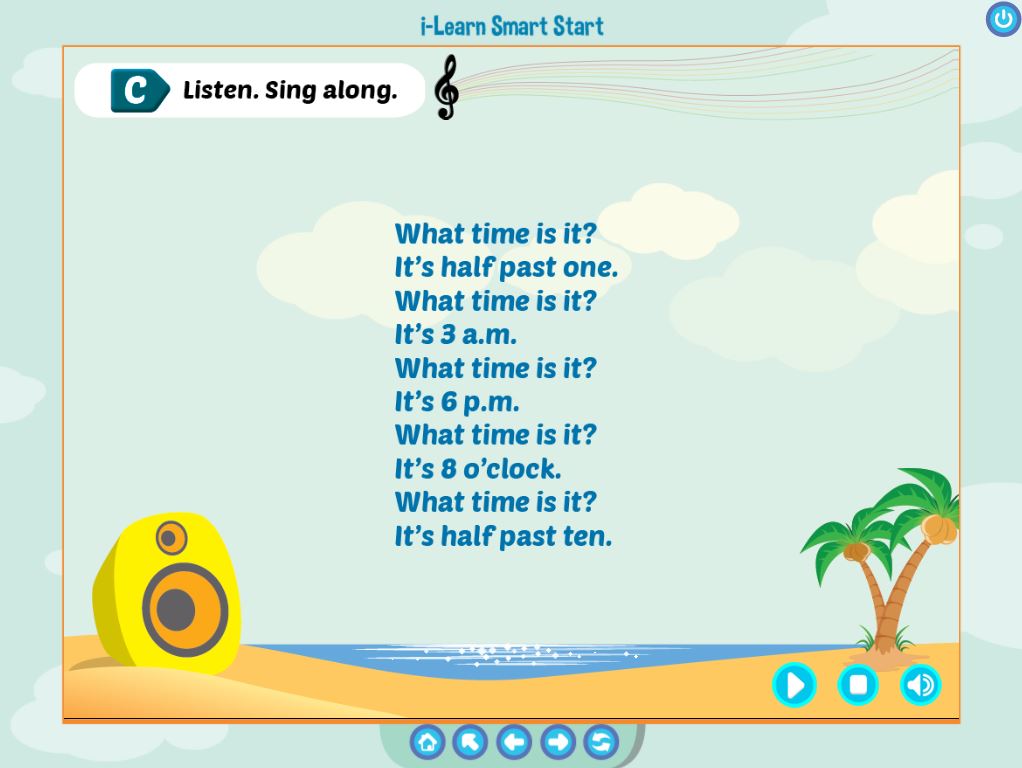 i-Learn Smart Start
C Listen. Sing along.
What time is it?
It's half past one.
What time is it?
It's 3 a.m.
What time is it?
It's 6 p.m.
What time is it?
It's 8 o'clock.
What time is it?
It's half past ten.